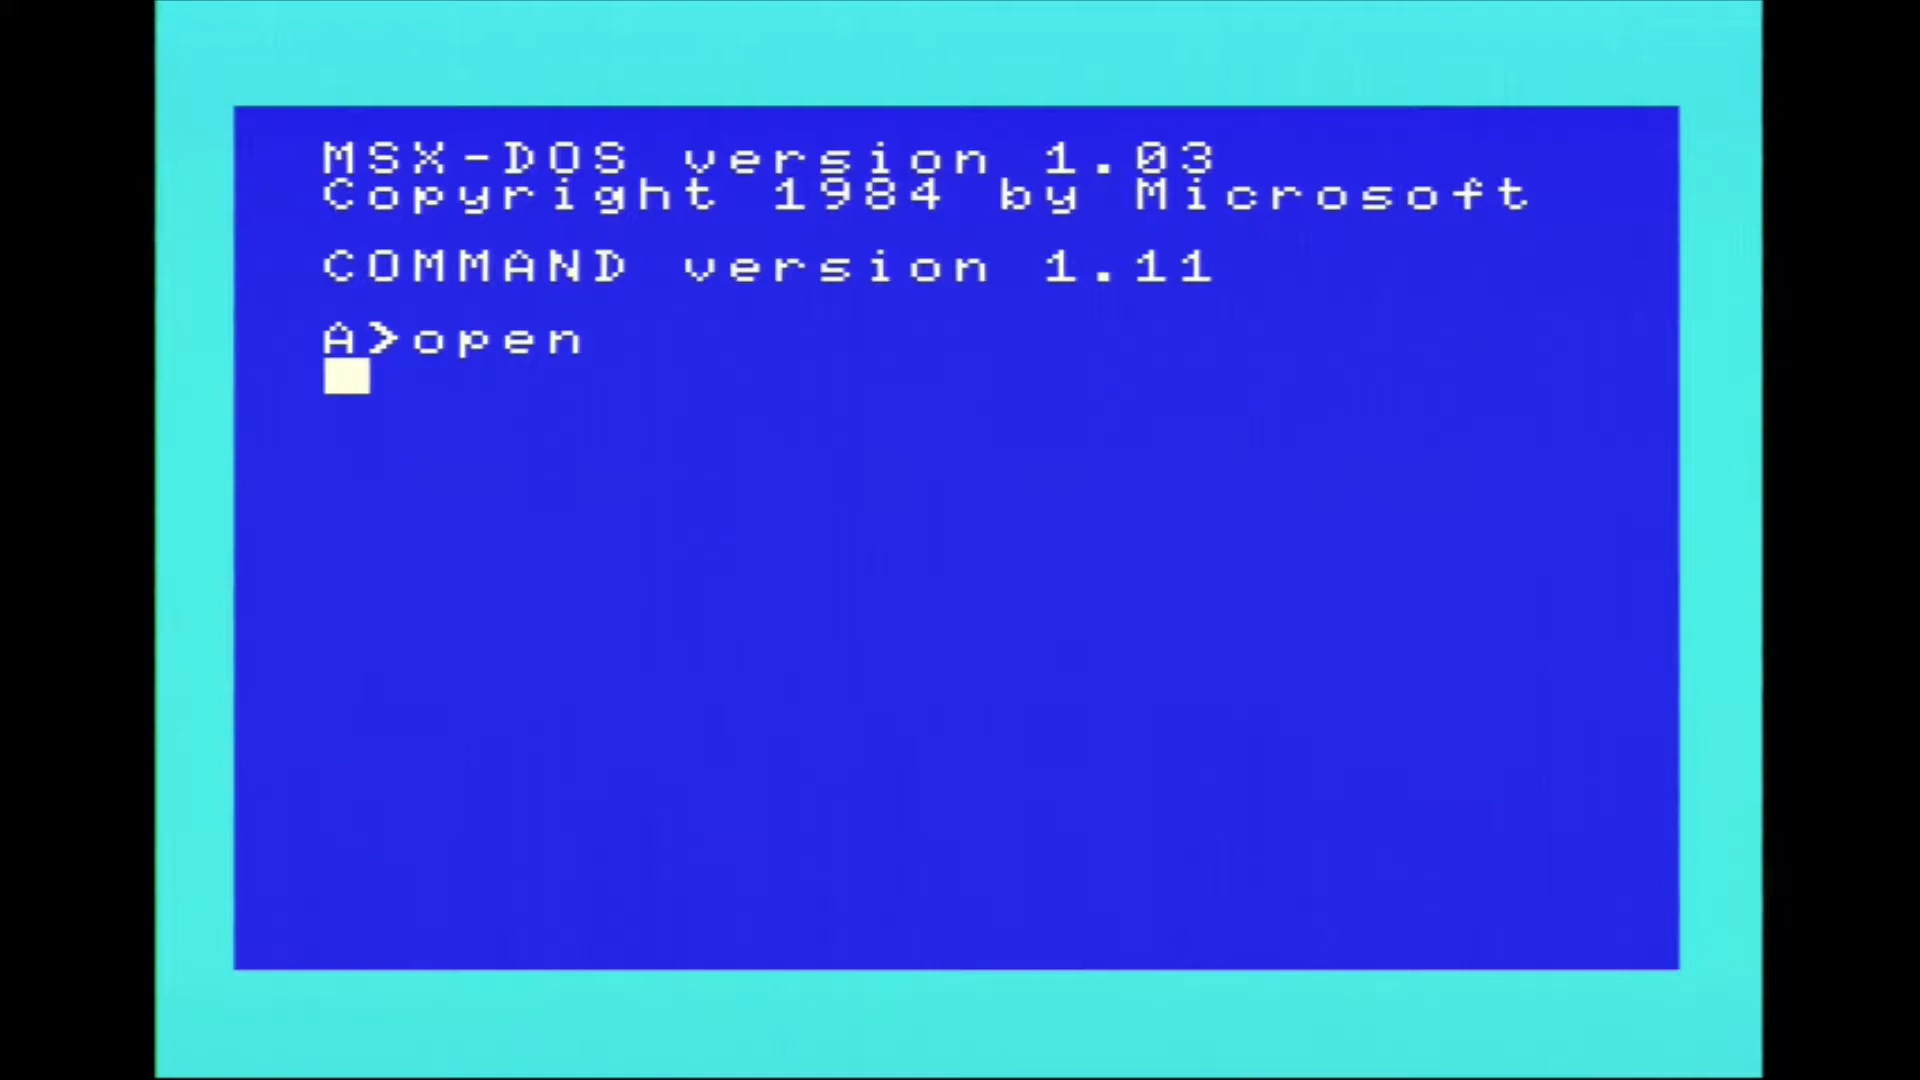 MSX-DOS version 1.03
Copyright 1984 by Microsoft
COMMAND version 1.11
A>open